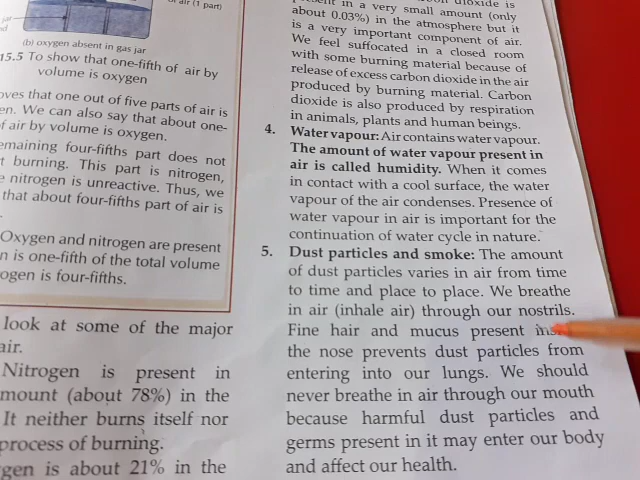 of air (1 part)
jar
(b) oxygen absent in gas jar
15.5 To show that one-fifth of air by
volume is oxygen
oves that one out of five parts of air is
en. We can also say that about one-
f air by volume is oxygen.
emaining four-fifths part does not
t burning. This part is nitrogen,
e nitrogen is unreactive. Thus, we
that about four-fifths part of air is
Oxygen and nitrogen are present
n is one-fifth of the total volume
ogen is four-fifths.
look at some of the major
air.
Nitrogen is present in
mount (about 78%) in the
It neither burns itself nor
process of burning.
gen is about 21% in the
dioxide is
present in a very small amount (only
about 0.03%) in the atmosphere but it
is a very important component of air.
We feel suffocated in a closed room
with some burning material because of
release of excess carbon dioxide in the air
produced by burning material. Carbon
dioxide is also produced by respiration
in animals, plants and human beings.
4. Water vapour: Air contains water vapour.
The amount of water vapour present in
air is called humidity. When it comes
in contact with a cool surface, the water
vapour of the air condenses. Presence of
water vapour in air is important for the
continuation of water cycle in nature.
5. Dust particles and smoke: The amount
of dust particles varies in air from time
to time and place to place. We breathe
in air (inhale air) through our nostrils.
Fine hair and mucus present
the nose prevents dust particles from
entering into our lungs. We should
never breathe in air through our mouth
because harmful dust particles and
germs present in it may enter our body
and affect our health.